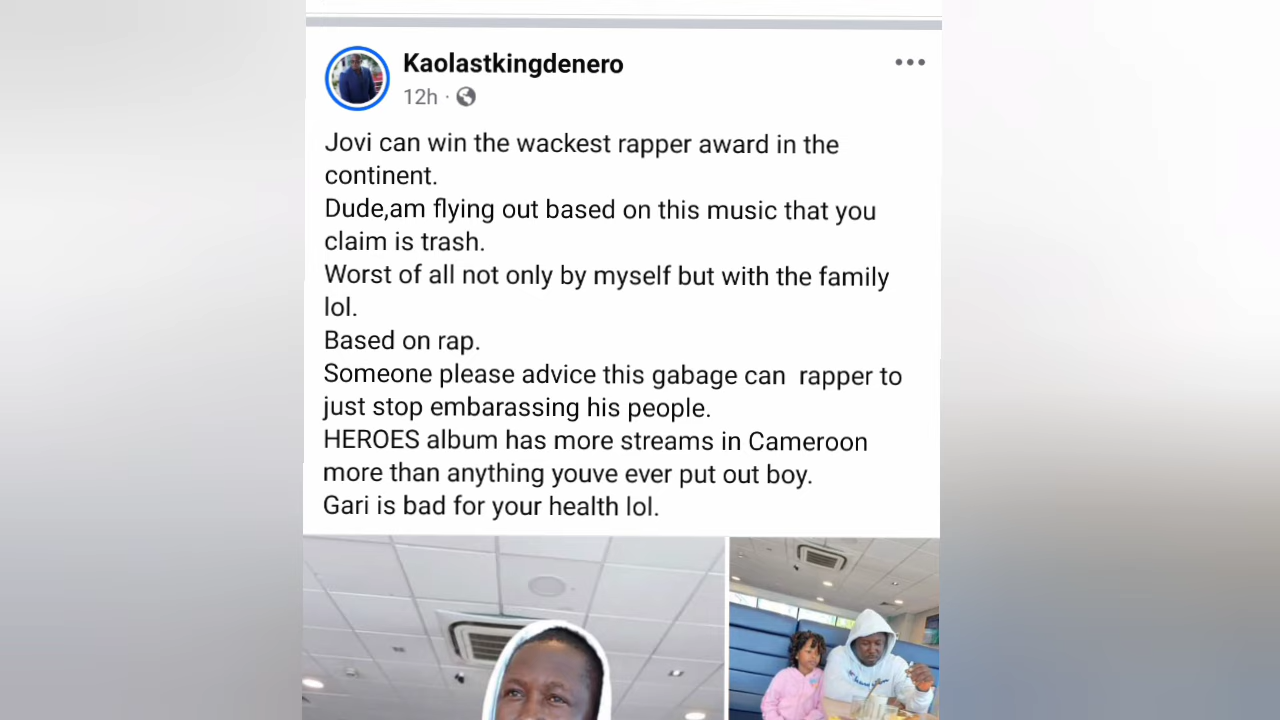 Kaolastkingdenero
12h ·
Jovi can win the wackest rapper award in the
continent.
Dude,am flying out based on this music that you
claim is trash.
Worst of all not only by myself but with the family
lol.
Based on rap.
Someone please advice this gabage can  rapper to
just stop embarassing his people.
HEROES album has more streams in Cameroon
more than anything youve ever put out boy.
Gari is bad for your health lol.